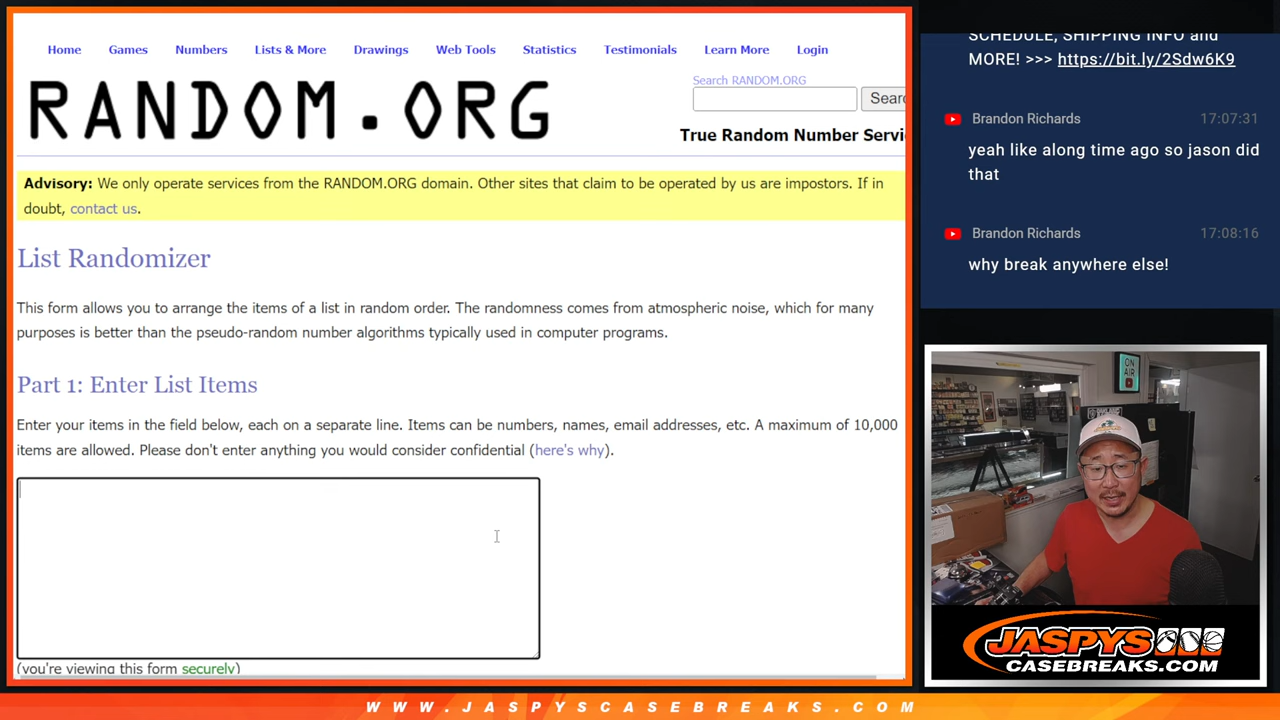 Home Games Numbers Lists & More Drawings Web Tools Statistics Testimonials Learn More Login
RANDOM.ORG
Search RANDOM.ORG
Sear
True Random Number Servi
Advisory: We only operate services from the RANDOM.ORG domain. Other sites that claim to be operated by us are impostors. If in
doubt, contact us.
List Randomizer
This form allows you to arrange the items of a list in random order. The randomness comes from atmospheric noise, which for many
purposes is better than the pseudo-random number algorithms typically used in computer programs.
Part 1: Enter List Items
Enter your items in the field below, each on a separate line. Items can be numbers, names, email addresses, etc. A maximum of 10,000
items are allowed. Please don't enter anything you would consider confidential (here's why).
(you're viewing this form securely)
SCHEDULE, SHIPPING INFO and
MORE! >>> https://bit.ly/2Sdw6K9
Brandon Richards 17:07:31
yeah like along time ago so jason did
that
Brandon Richards 17:08:16
why break anywhere else!
ON
AIR
JASPYS
CASEBREAKS.COM
WWW.JASPYSCASEBREAKS.COM